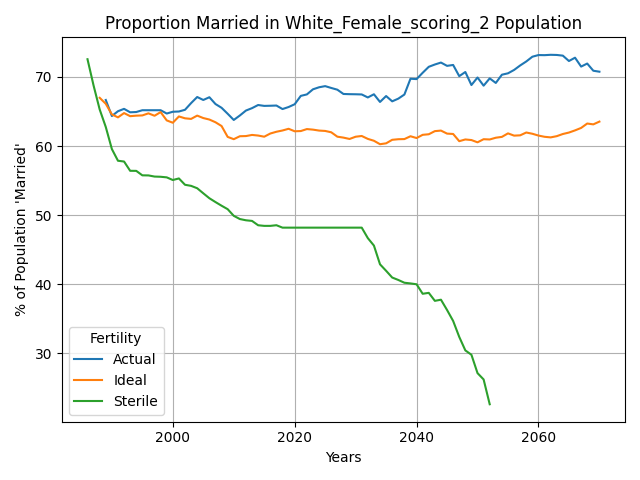 Proportion Married in White_Female_scoring_2 Population
% of Population 'Married'
70
60
50
40
30
Fertility
Actual
Ideal
Sterile
2000 2020 2040 2060
Years